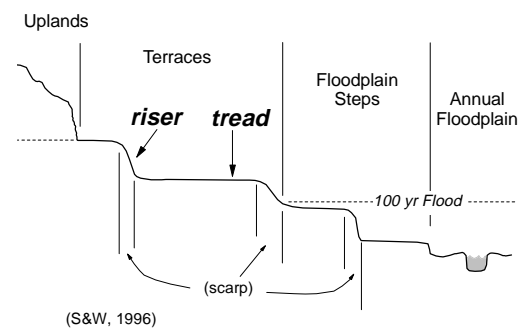 Uplands
Terraces
Floodplain
Steps
Annual
Floodplain
riser
tread
100 yr Flood
(scarp)
(S&W, 1996)